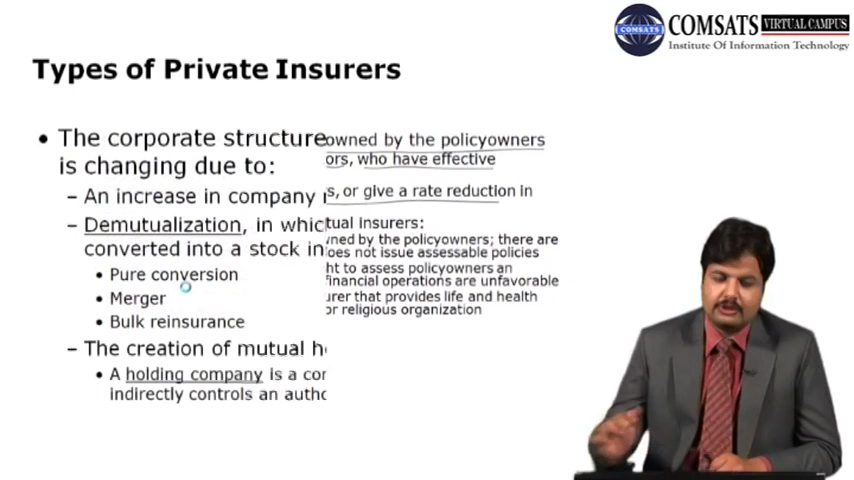 COMSATS VIRTUAL CAMPUS
COMSATS
Institute Of Information Technology
Types of Private Insurers
• The corporate structure
is changing due to:
– An increase in company
– Demutualization, in whic
converted into a stock in
• Pure conversion
• Merger
• Bulk reinsurance
– The creation of mutual h
• A holding company is a cor
indirectly controls an autho
owned by the policyowners
ors, who have effective
s, or give a rate reduction in
tual insurers:
ned by the policyowners; there are
oes not issue assessable policies
ht to assess policyowners an
financial operations are unfavorable
urer that provides life and health
or religious organization